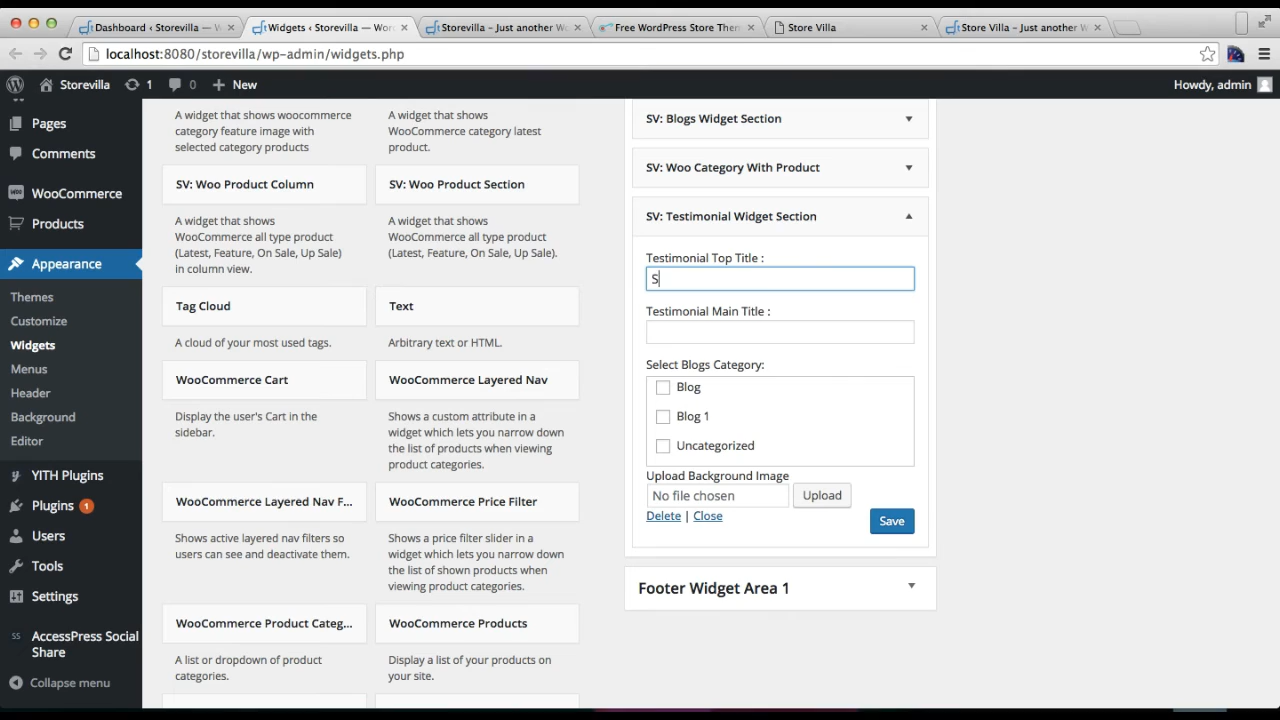 Dashboard ‹ Storevilla — W
Widgets ‹ Storevilla — Wor
Storevilla – Just another Wo
Free WordPress Store Them
Store Villa
Store Villa – Just another W
localhost:8080/storevilla/wp-admin/widgets.php
Storevilla
1
0
New
Howdy, admin
Pages
Comments
WooCommerce
Products
Appearance
Themes
Customize
Widgets
Menus
Header
Background
Editor
YITH Plugins
Plugins 1
Users
Tools
Settings
SS
AccessPress Social
Share
Collapse menu
A widget that shows woocommerce
category feature image with
selected category products
SV: Woo Product Column
A widget that shows
WooCommerce all type product
(Latest, Feature, On Sale, Up Sale)
in column view.
Tag Cloud
A cloud of your most used tags.
WooCommerce Cart
Display the user's Cart in the
sidebar.
WooCommerce Layered Nav F...
Shows active layered nav filters so
users can see and deactivate them.
WooCommerce Product Categ...
A list or dropdown of product
categories.
A widget that shows
WooCommerce category latest
product.
SV: Woo Product Section
A widget that shows
WooCommerce all type product
(Latest, Feature, On Sale, Up Sale).
Text
Arbitrary text or HTML.
WooCommerce Layered Nav
Shows a custom attribute in a
widget which lets you narrow down
the list of products when viewing
product categories.
WooCommerce Price Filter
Shows a price filter slider in a
widget which lets you narrow down
the list of shown products when
viewing product categories.
WooCommerce Products
Display a list of your products on
your site.
SV: Blogs Widget Section
SV: Woo Category With Product
SV: Testimonial Widget Section
Testimonial Top Title :
S
Testimonial Main Title :
Select Blogs Category:
Blog
Blog 1
Uncategorized
Upload Background Image
No file chosen
Upload
Delete | Close
Save
Footer Widget Area 1